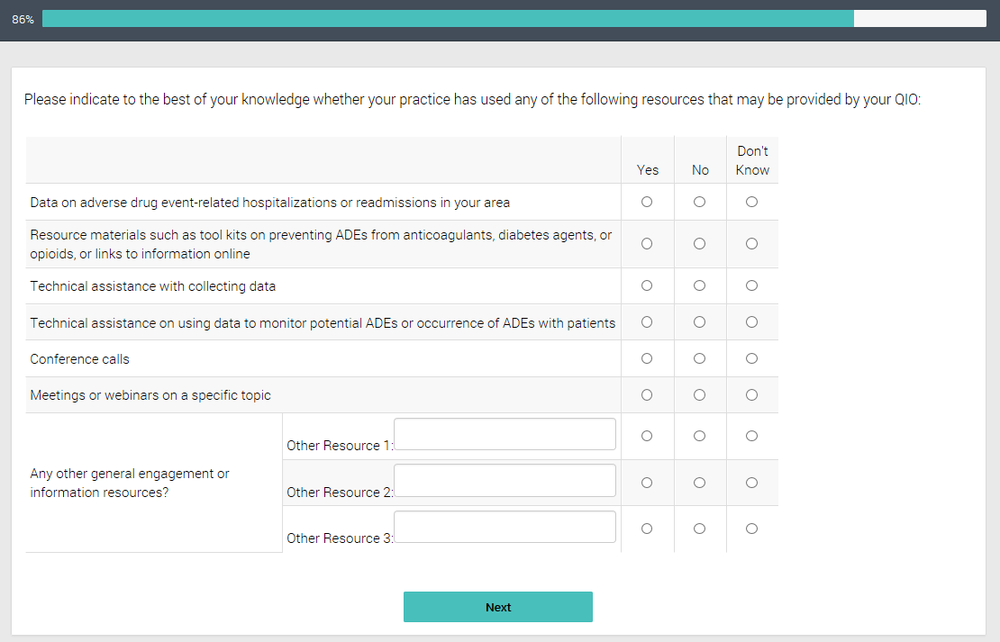 86%
Please indicate to the best of your knowledge whether your practice has used any of the following resources that may be provided by your QIO:
Yes No Don't Know
Data on adverse drug event-related hospitalizations or readmissions in your area
Resource materials such as tool kits on preventing ADEs from anticoagulants, diabetes agents, or
opioids, or links to information online
Technical assistance with collecting data
Technical assistance on using data to monitor potential ADEs or occurrence of ADEs with patients
Conference calls
Meetings or webinars on a specific topic
Any other general engagement or
information resources?
Other Resource 1:
Other Resource 2:
Other Resource 3:
Next